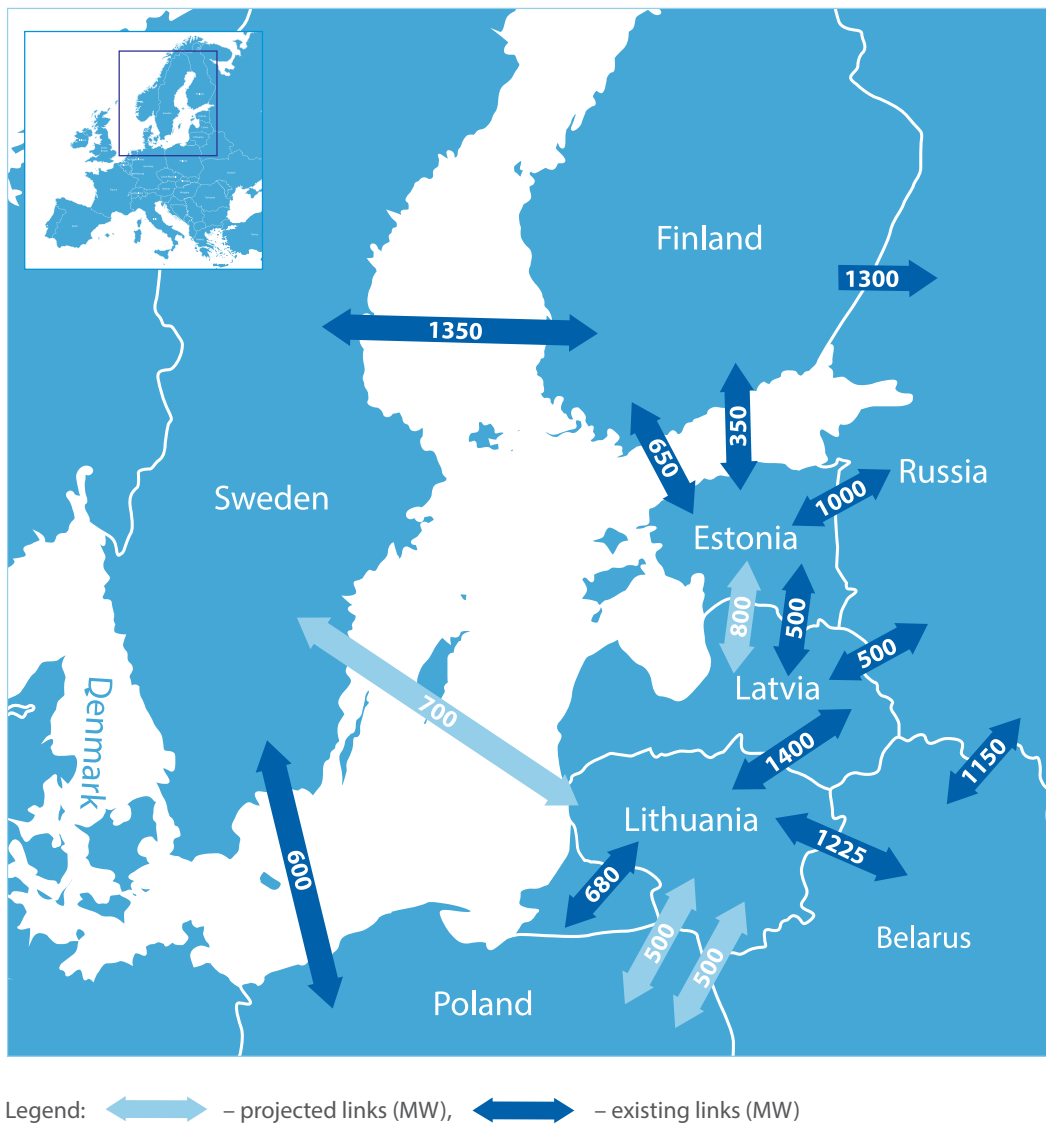 Finland
1300
1350
350
650
Russia
Sweden
1000
Estonia
800
500
500
Latvia
Denmark
700
1400
1150
Lithuania
1225
600
680
Belarus
500
500
Poland
Legend: – projected links (MW), – existing links (MW)